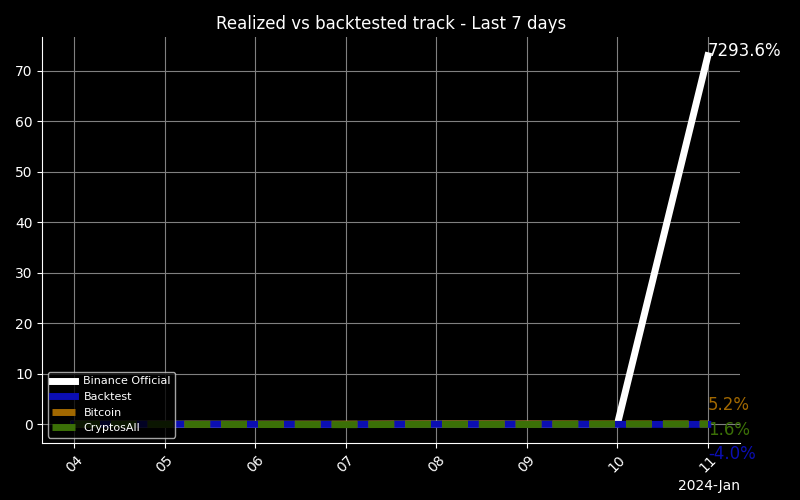 Realized vs backtested track - Last 7 days
7293.6%
70
60
50
40
30
20
10
0
Binance Official
Backtest
Bitcoin
CryptosAll
5.2%
1.6%
-4.0%
04 05 06 07 08 09 10 11
2024-Jan